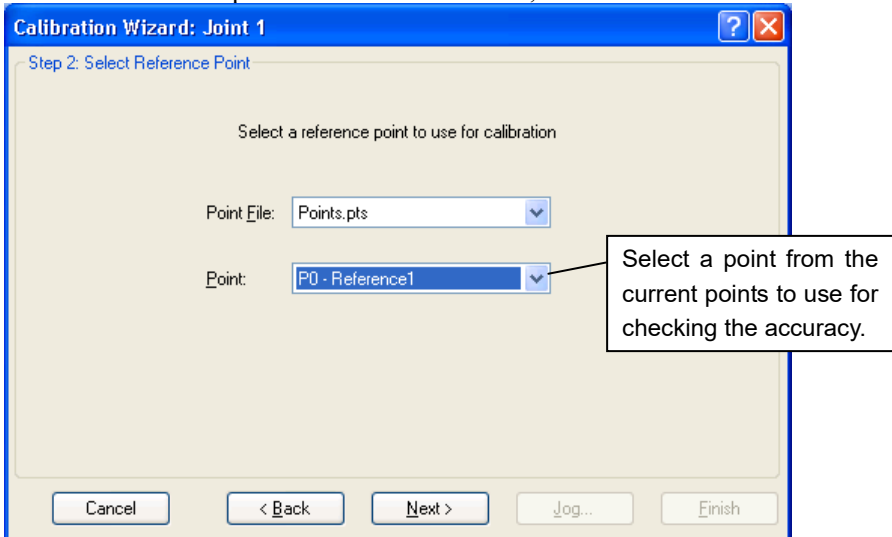 Calibration Wizard: Joint 1
Step 2: Select Reference Point
Select a reference point to use for calibration
Point File: Points.pts
Point: P0 - Reference1
Select a point from the
current points to use for
checking the accuracy.
Cancel < Back Next > Jog... Finish